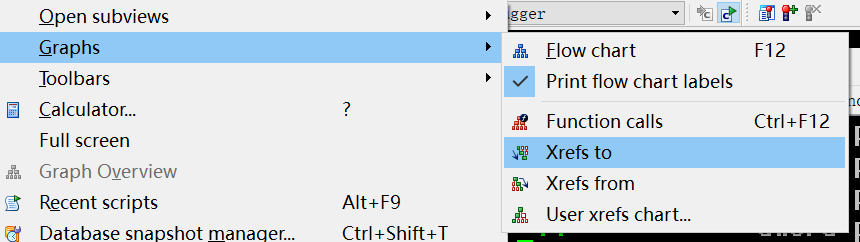 Open subviews
Graphs
Toolbars
Calculator... ?
Full screen
Graph Overview
Recent scripts Alt+F9
Database snapshot manager... Ctrl+Shift+T
gger
Flow chart F12
Print flow chart labels
Function calls Ctrl+F12
Xrefs to
Xrefs from
User xrefs chart...